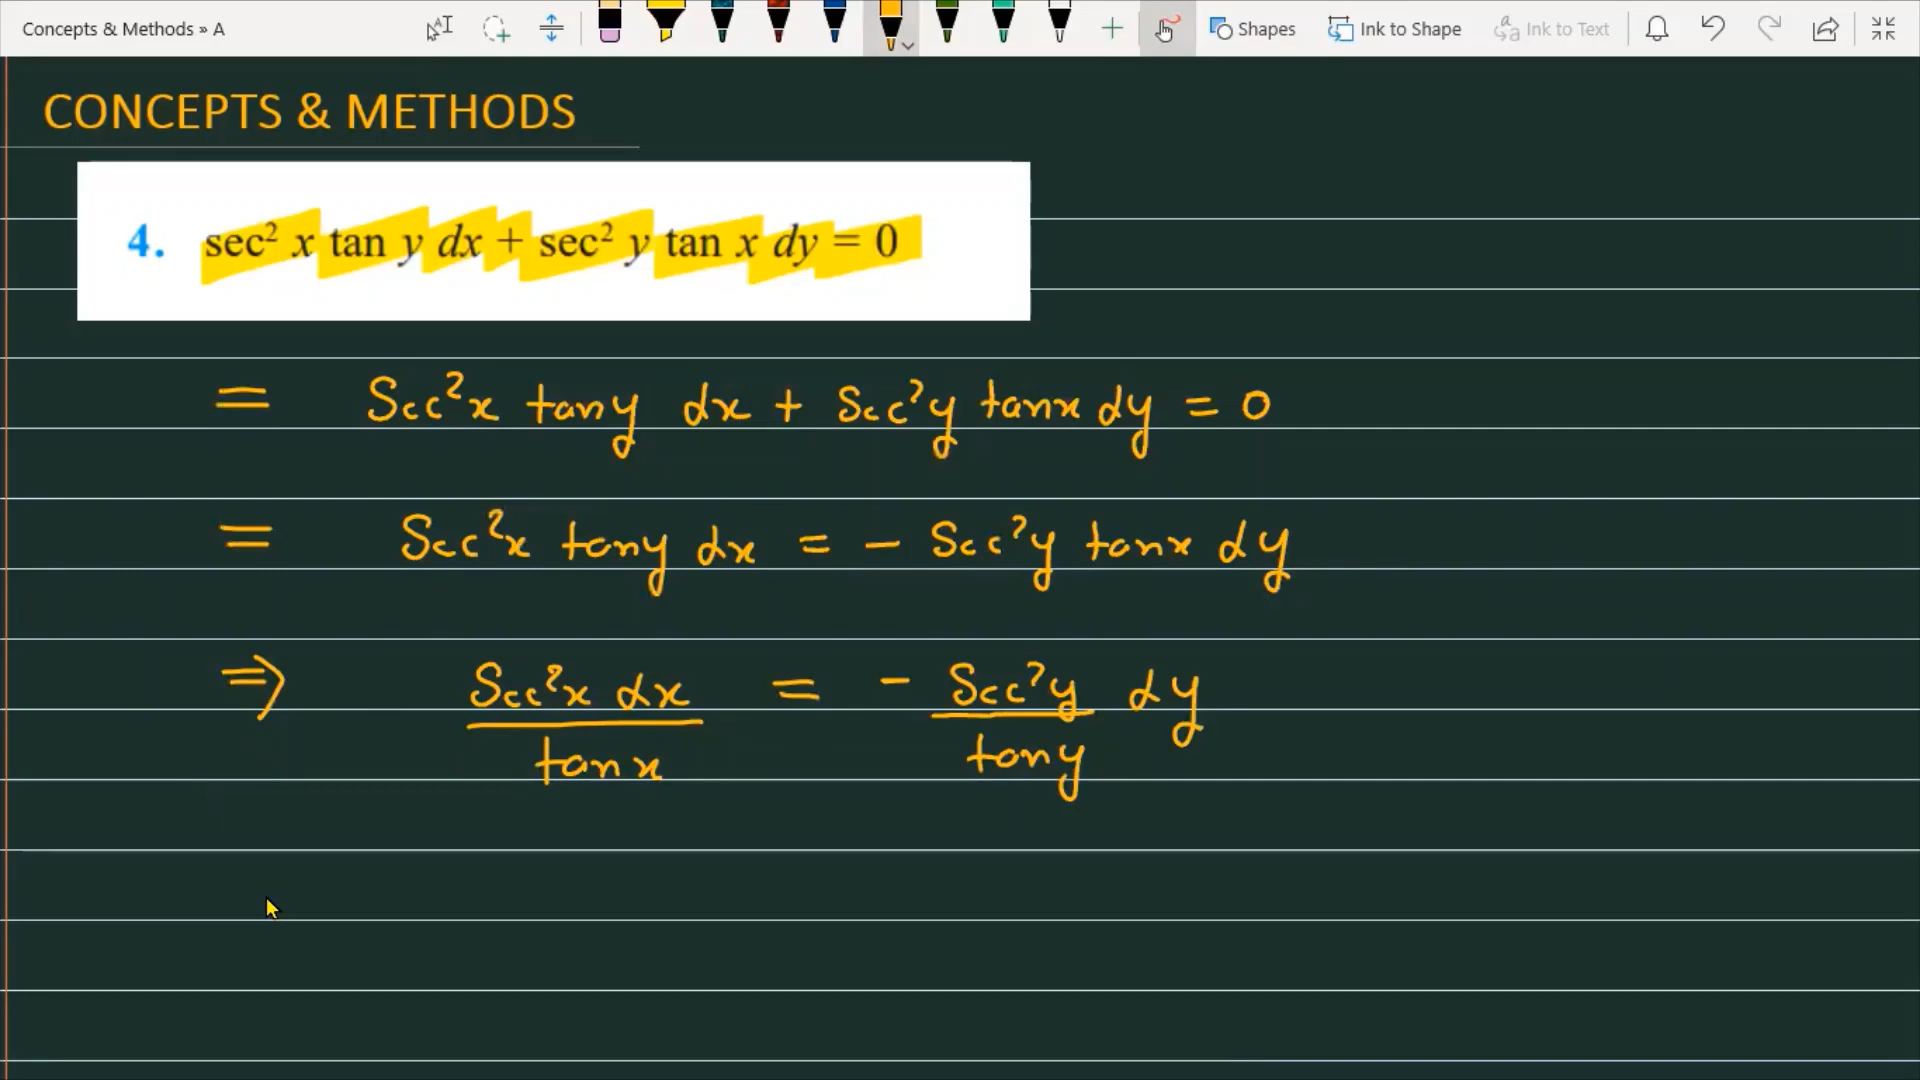 Concepts & Methods » A
Shapes
Ink to Shape
Ink to Text
CONCEPTS & METHODS
4. sec² x tan y dx + sec² y tan x dy = 0
= Sec²x tany dx + Sec²y tanx dy = 0
= Sec²x tany dx = - Sec²y tanx dy
⇒ Sec²x dx / tanx = - Sec²y / tany dy